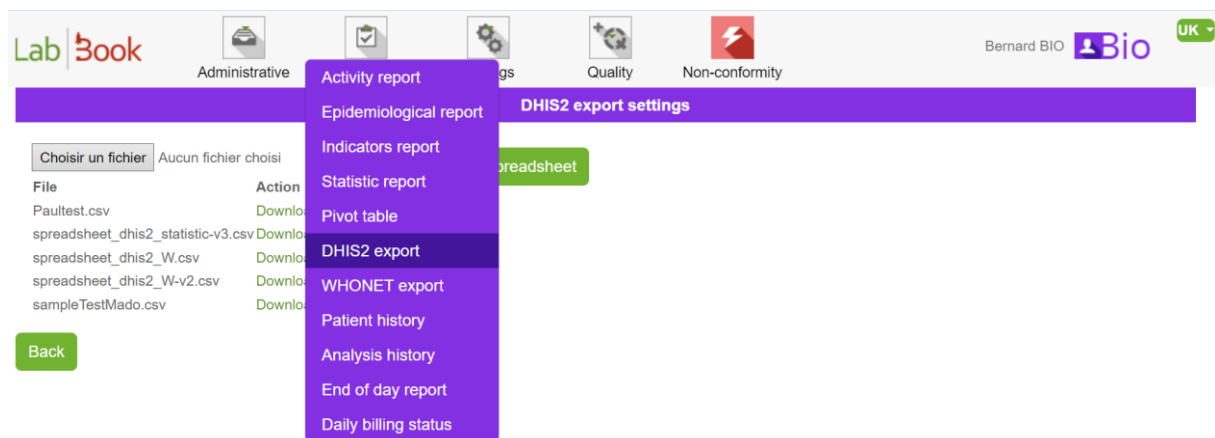 Lab Book
Administrative
gs
Quality
Non-conformity
Bernard BIO
Bio
UK
DHIS2 export settings
Activity report
Epidemiological report
Indicators report
Statistic report
Pivot table
DHIS2 export
WHONET export
Patient history
Analysis history
End of day report
Daily billing status
Choisir un fichier Aucun fichier choisi
preadsheet
File Action
Paultest.csv Downlo
spreadsheet_dhis2_statistic-v3.csv Downlo
spreadsheet_dhis2_W.csv Downlo
spreadsheet_dhis2_W-v2.csv Downlo
sampleTestMado.csv Downlo
Back